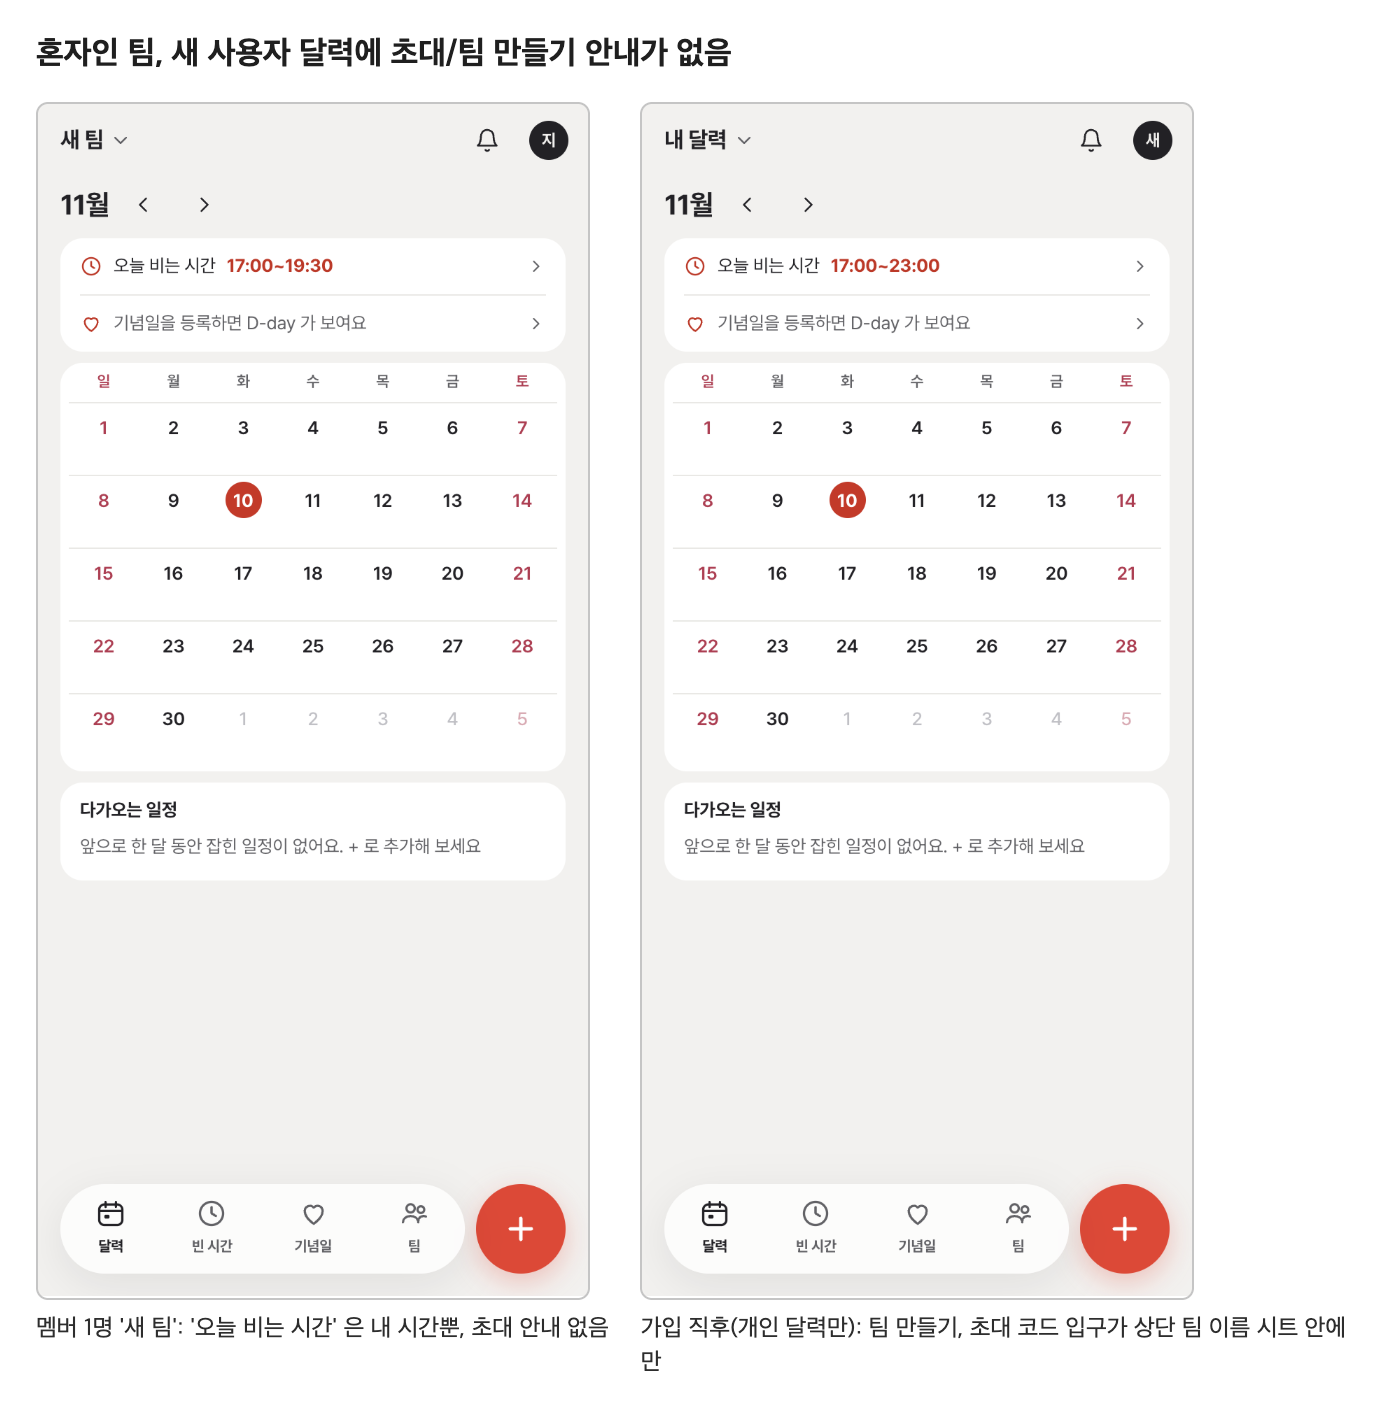 혼자인 팀, 새 사용자 달력에 초대/팀 만들기 안내가 없음
새 팀
지
11월
오늘 비는 시간 17:00~19:30
기념일을 등록하면 D-day 가 보여요
일 월 화 수 목 금 토
1 2 3 4 5 6 7
8 9 10 11 12 13 14
15 16 17 18 19 20 21
22 23 24 25 26 27 28
29 30 1 2 3 4 5
다가오는 일정
앞으로 한 달 동안 잡힌 일정이 없어요. + 로 추가해 보세요
달력 빈 시간 기념일 팀
멤버 1명 '새 팀': '오늘 비는 시간' 은 내 시간뿐, 초대 안내 없음
내 달력
새
11월
오늘 비는 시간 17:00~23:00
기념일을 등록하면 D-day 가 보여요
일 월 화 수 목 금 토
1 2 3 4 5 6 7
8 9 10 11 12 13 14
15 16 17 18 19 20 21
22 23 24 25 26 27 28
29 30 1 2 3 4 5
다가오는 일정
앞으로 한 달 동안 잡힌 일정이 없어요. + 로 추가해 보세요
달력 빈 시간 기념일 팀
가입 직후(개인 달력만): 팀 만들기, 초대 코드 입구가 상단 팀 이름 시트 안에
만